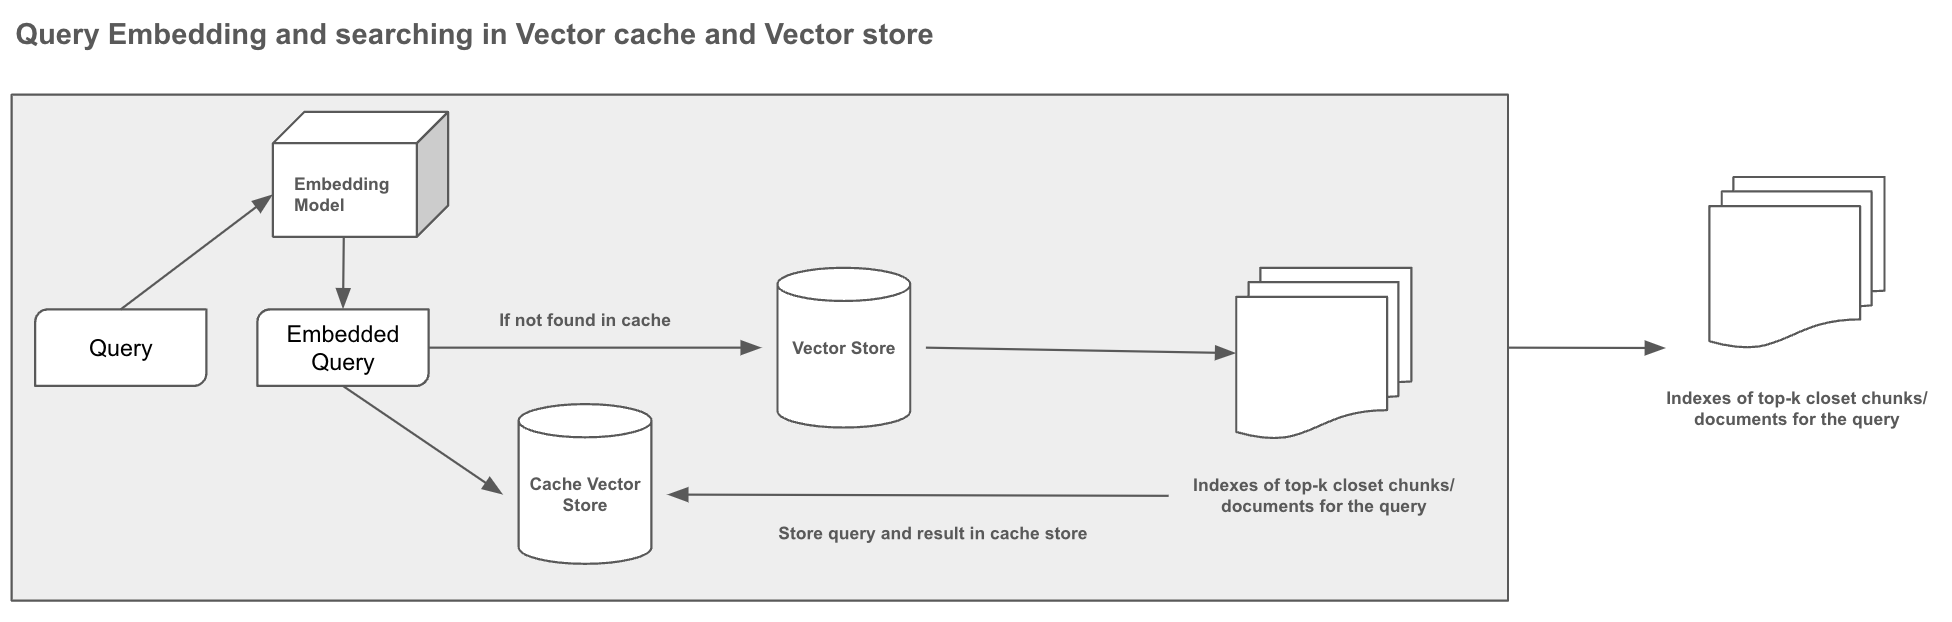 Query Embedding and searching in Vector cache and Vector store
Embedding
Model
Query
Embedded
Query
If not found in cache
Vector Store
Cache Vector
Store
Indexes of top-k closet chunks/
documents for the query
Store query and result in cache store
Indexes of top-k closet chunks/
documents for the query